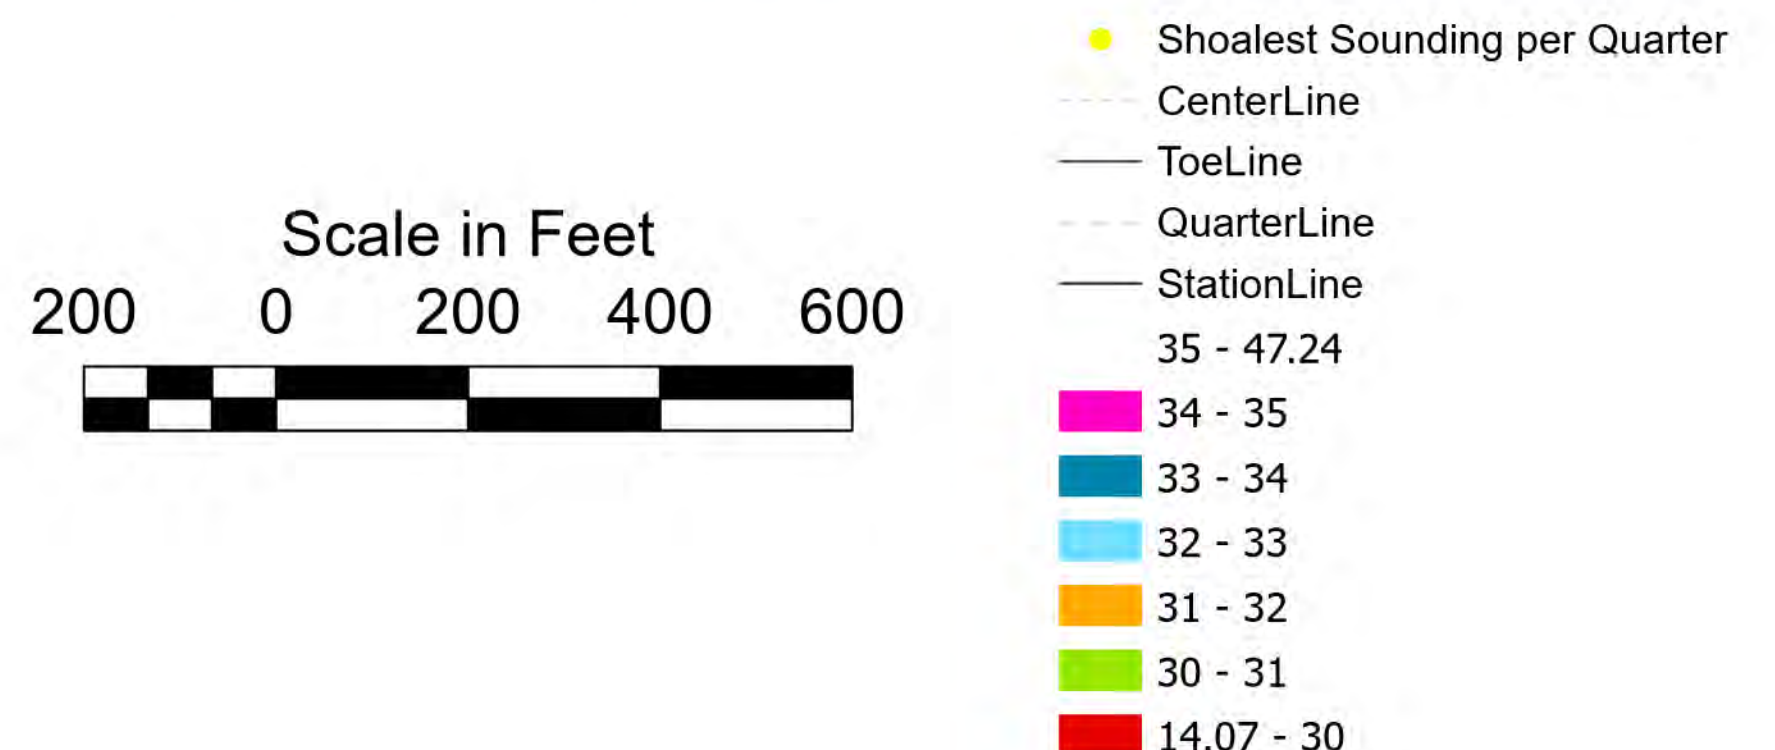 Scale in Feet
200 0 200 400 600
Shoalest Sounding per Quarter
CenterLine
ToeLine
QuarterLine
StationLine
35 - 47.24
34 - 35
33 - 34
32 - 33
31 - 32
30 - 31
14.07 - 30